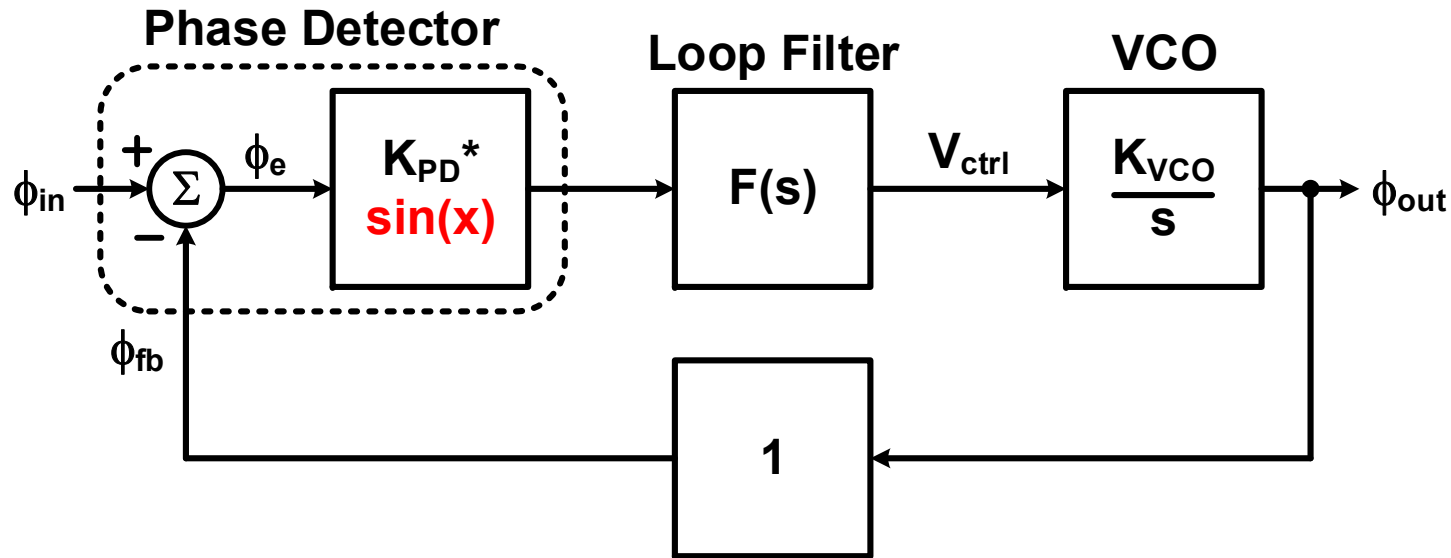 Phase Detector
Loop Filter
VCO
+
ϕin
Σ
−
ϕe
KPD*
sin(x)
F(s)
Vctrl
KVCO
s
ϕout
ϕfb
1